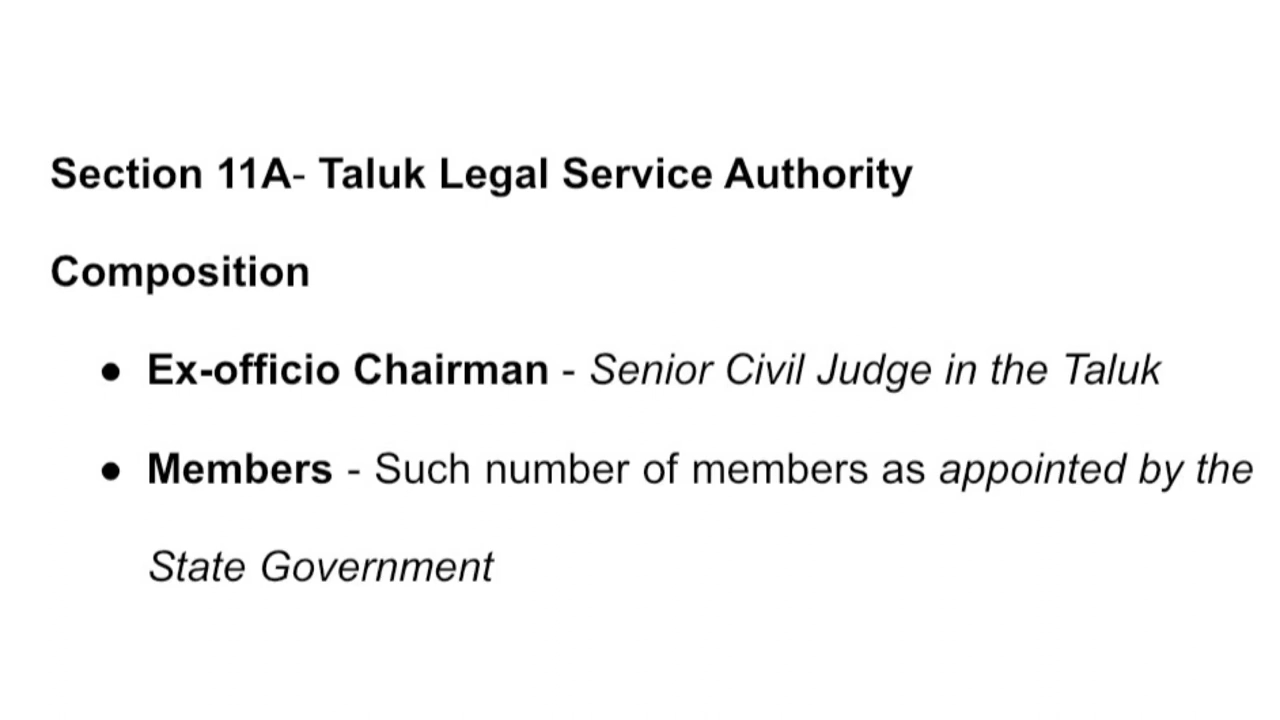 Section 11A- Taluk Legal Service Authority
Composition
● Ex-officio Chairman - Senior Civil Judge in the Taluk
● Members - Such number of members as appointed by the
State Government